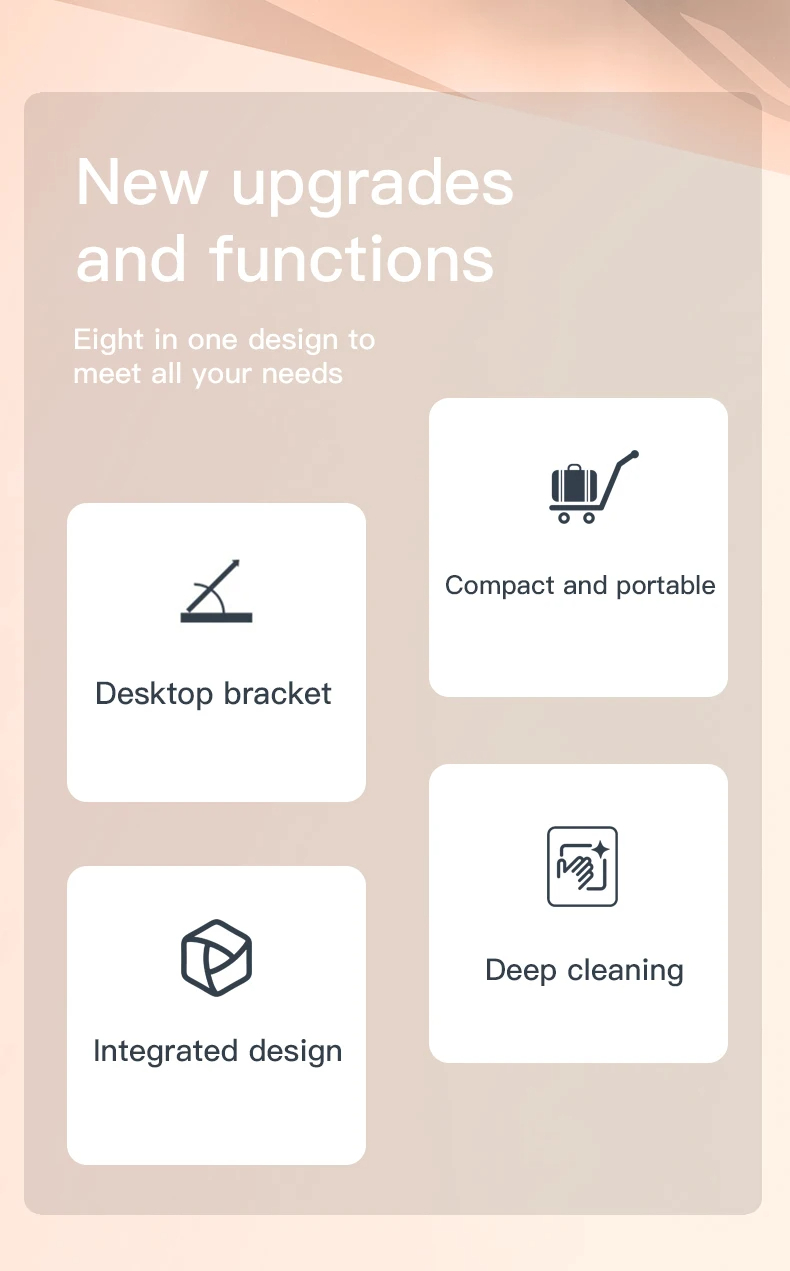 New upgrades
and functions
Eight in one design to
meet all your needs
Compact and portable
Desktop bracket
Deep cleaning
Integrated design